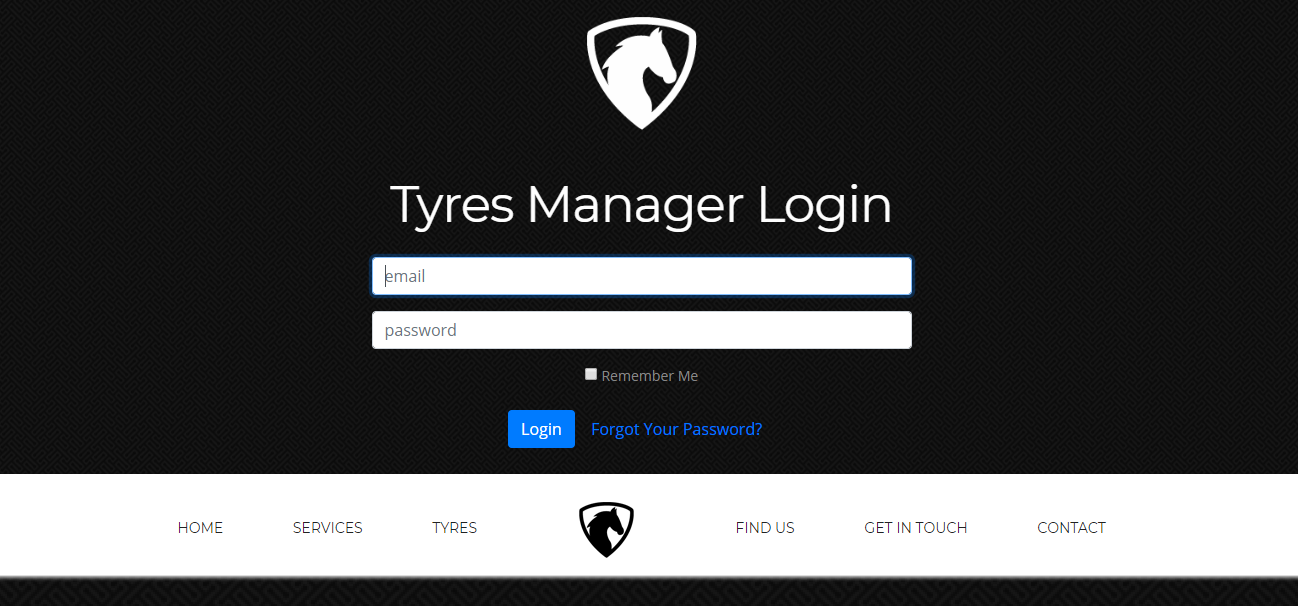 Tyres Manager Login
email
password
Remember Me
Login Forgot Your Password?
HOME SERVICES TYRES FIND US GET IN TOUCH CONTACT